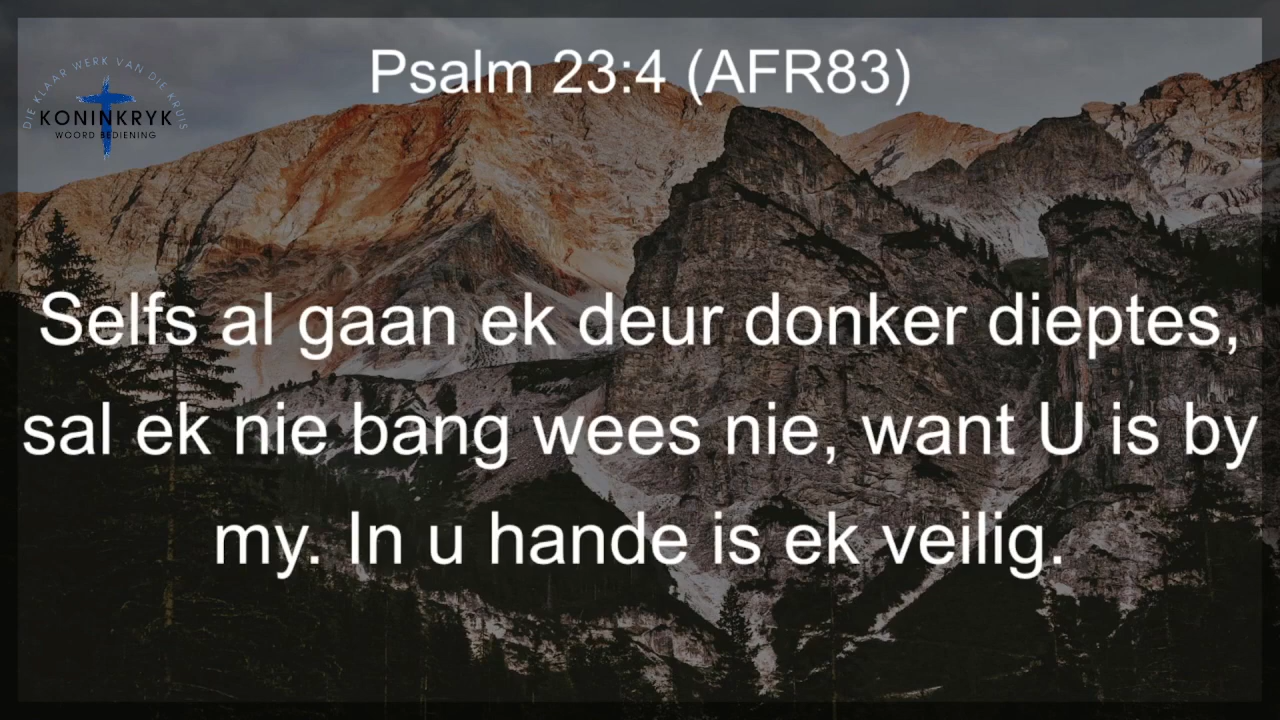 Psalm 23:4 (AFR83)
DIE KLAAR WERK VAN DIE KRUIS
KONINKRYK
WOORD BEDIENING
Selfs al gaan ek deur donker dieptes,
sal ek nie bang wees nie, want U is by
my. In u hande is ek veilig.